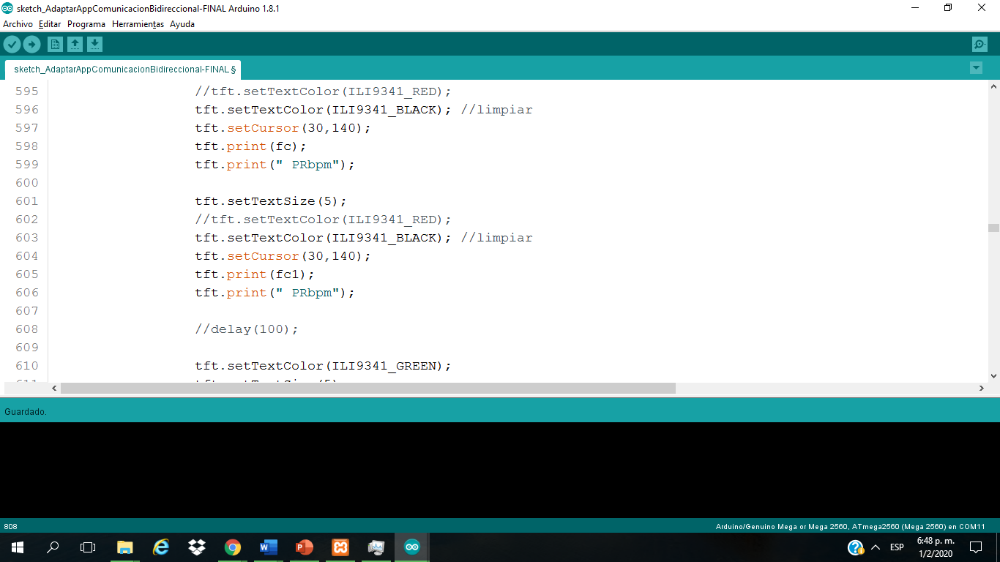 sketch_AdaptarAppComunicacionBidireccional-FINAL Arduino 1.8.1
Archivo Editar Programa Herramientas Ayuda
sketch_AdaptarAppComunicacionBidireccional-FINAL §
595 //tft.setTextColor(ILI9341_RED);
596 tft.setTextColor(ILI9341_BLACK); //limpiar
597 tft.setCursor(30,140);
598 tft.print(fc);
599 tft.print(" PRbpm");
600
601 tft.setTextSize(5);
602 //tft.setTextColor(ILI9341_RED);
603 tft.setTextColor(ILI9341_BLACK); //limpiar
604 tft.setCursor(30,140);
605 tft.print(fc1);
606 tft.print(" PRbpm");
607
608 //delay(100);
609
610 tft.setTextColor(ILI9341_GREEN);
Guardado.
808 Arduino/Genuino Mega or Mega 2560, ATmega2560 (Mega 2560) en COM11
ESP 6:48 p. m.
1/2/2020